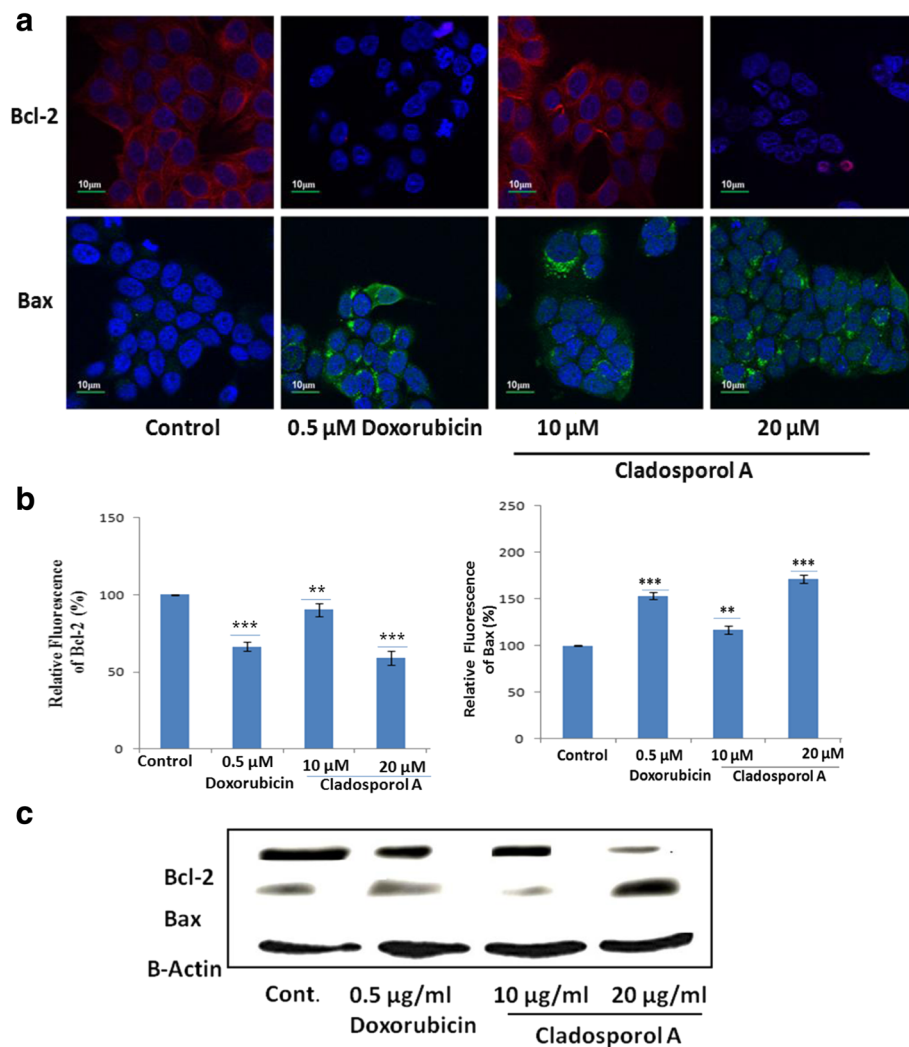 a
Bcl-2
10µm
10µm
10µm
10µm
Bax
10µm
10µm
10µm
10µm
Control 0.5 µM Doxorubicin 10 µM 20 µM
Cladosporol A
b
Relative Fluorescence
of Bcl-2 (%)
150
100
50
0
***
**
***
Control 0.5 µM 10 µM 20 µM
Doxorubicin Cladosporol A
Relative Fluorescence
of Bax (%)
250
200
150
100
50
0
***
**
***
Control 0.5 µM 10 µM 20 µM
Doxorubicin Cladosporol A
c
Bcl-2
Bax
B-Actin
Cont. 0.5 µg/ml 10 µg/ml 20 µg/ml
Doxorubicin Cladosporol A